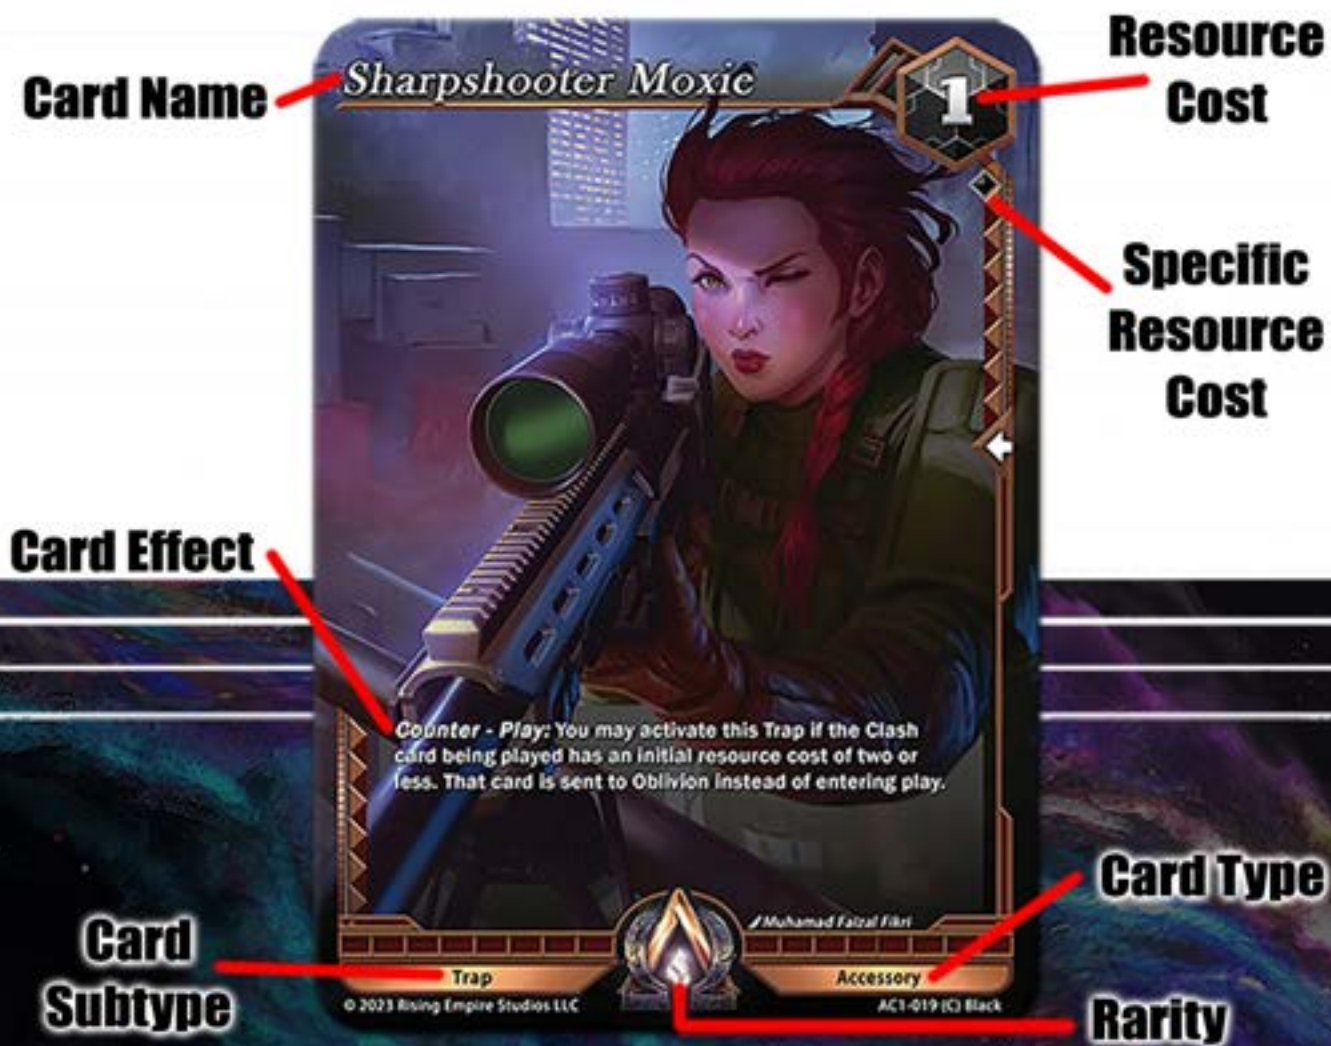 Card Name
Sharpshooter Moxie
1
Resource
Cost
Specific
Resource
Cost
Card Effect
Counter - Play: You may activate this Trap if the Clash
card being played has an initial resource cost of two or
less. That card is sent to Oblivion instead of entering play.
Card Type
Muhamad Faizal Fikri
Card
Subtype
Trap
Accessory
© 2023 Rising Empire Studios LLC
AC1-019 (C) Black
Rarity